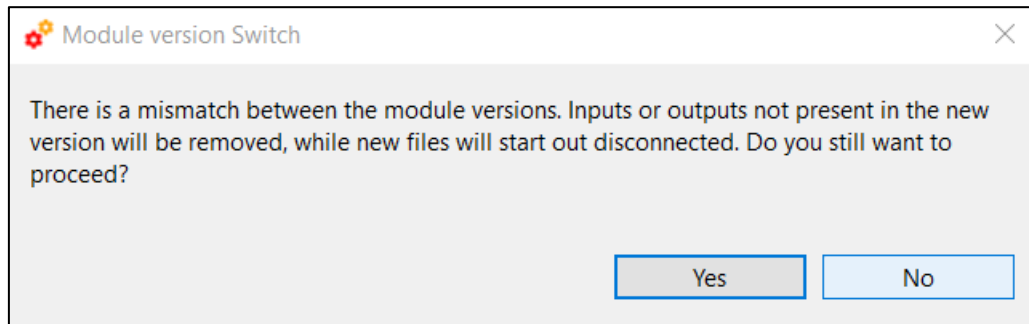 Module version Switch
There is a mismatch between the module versions. Inputs or outputs not present in the new
version will be removed, while new files will start out disconnected. Do you still want to
proceed?
Yes
No